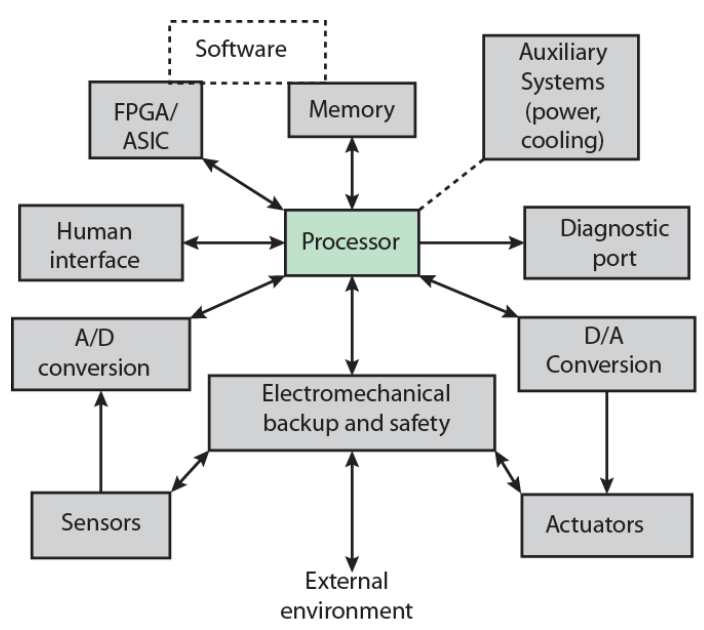 Software
Auxiliary
Systems
(power,
cooling)
FPGA/
ASIC
Memory
Human
interface
Processor
Diagnostic
port
A/D
conversion
D/A
Conversion
Electromechanical
backup and safety
Sensors
Actuators
External
environment